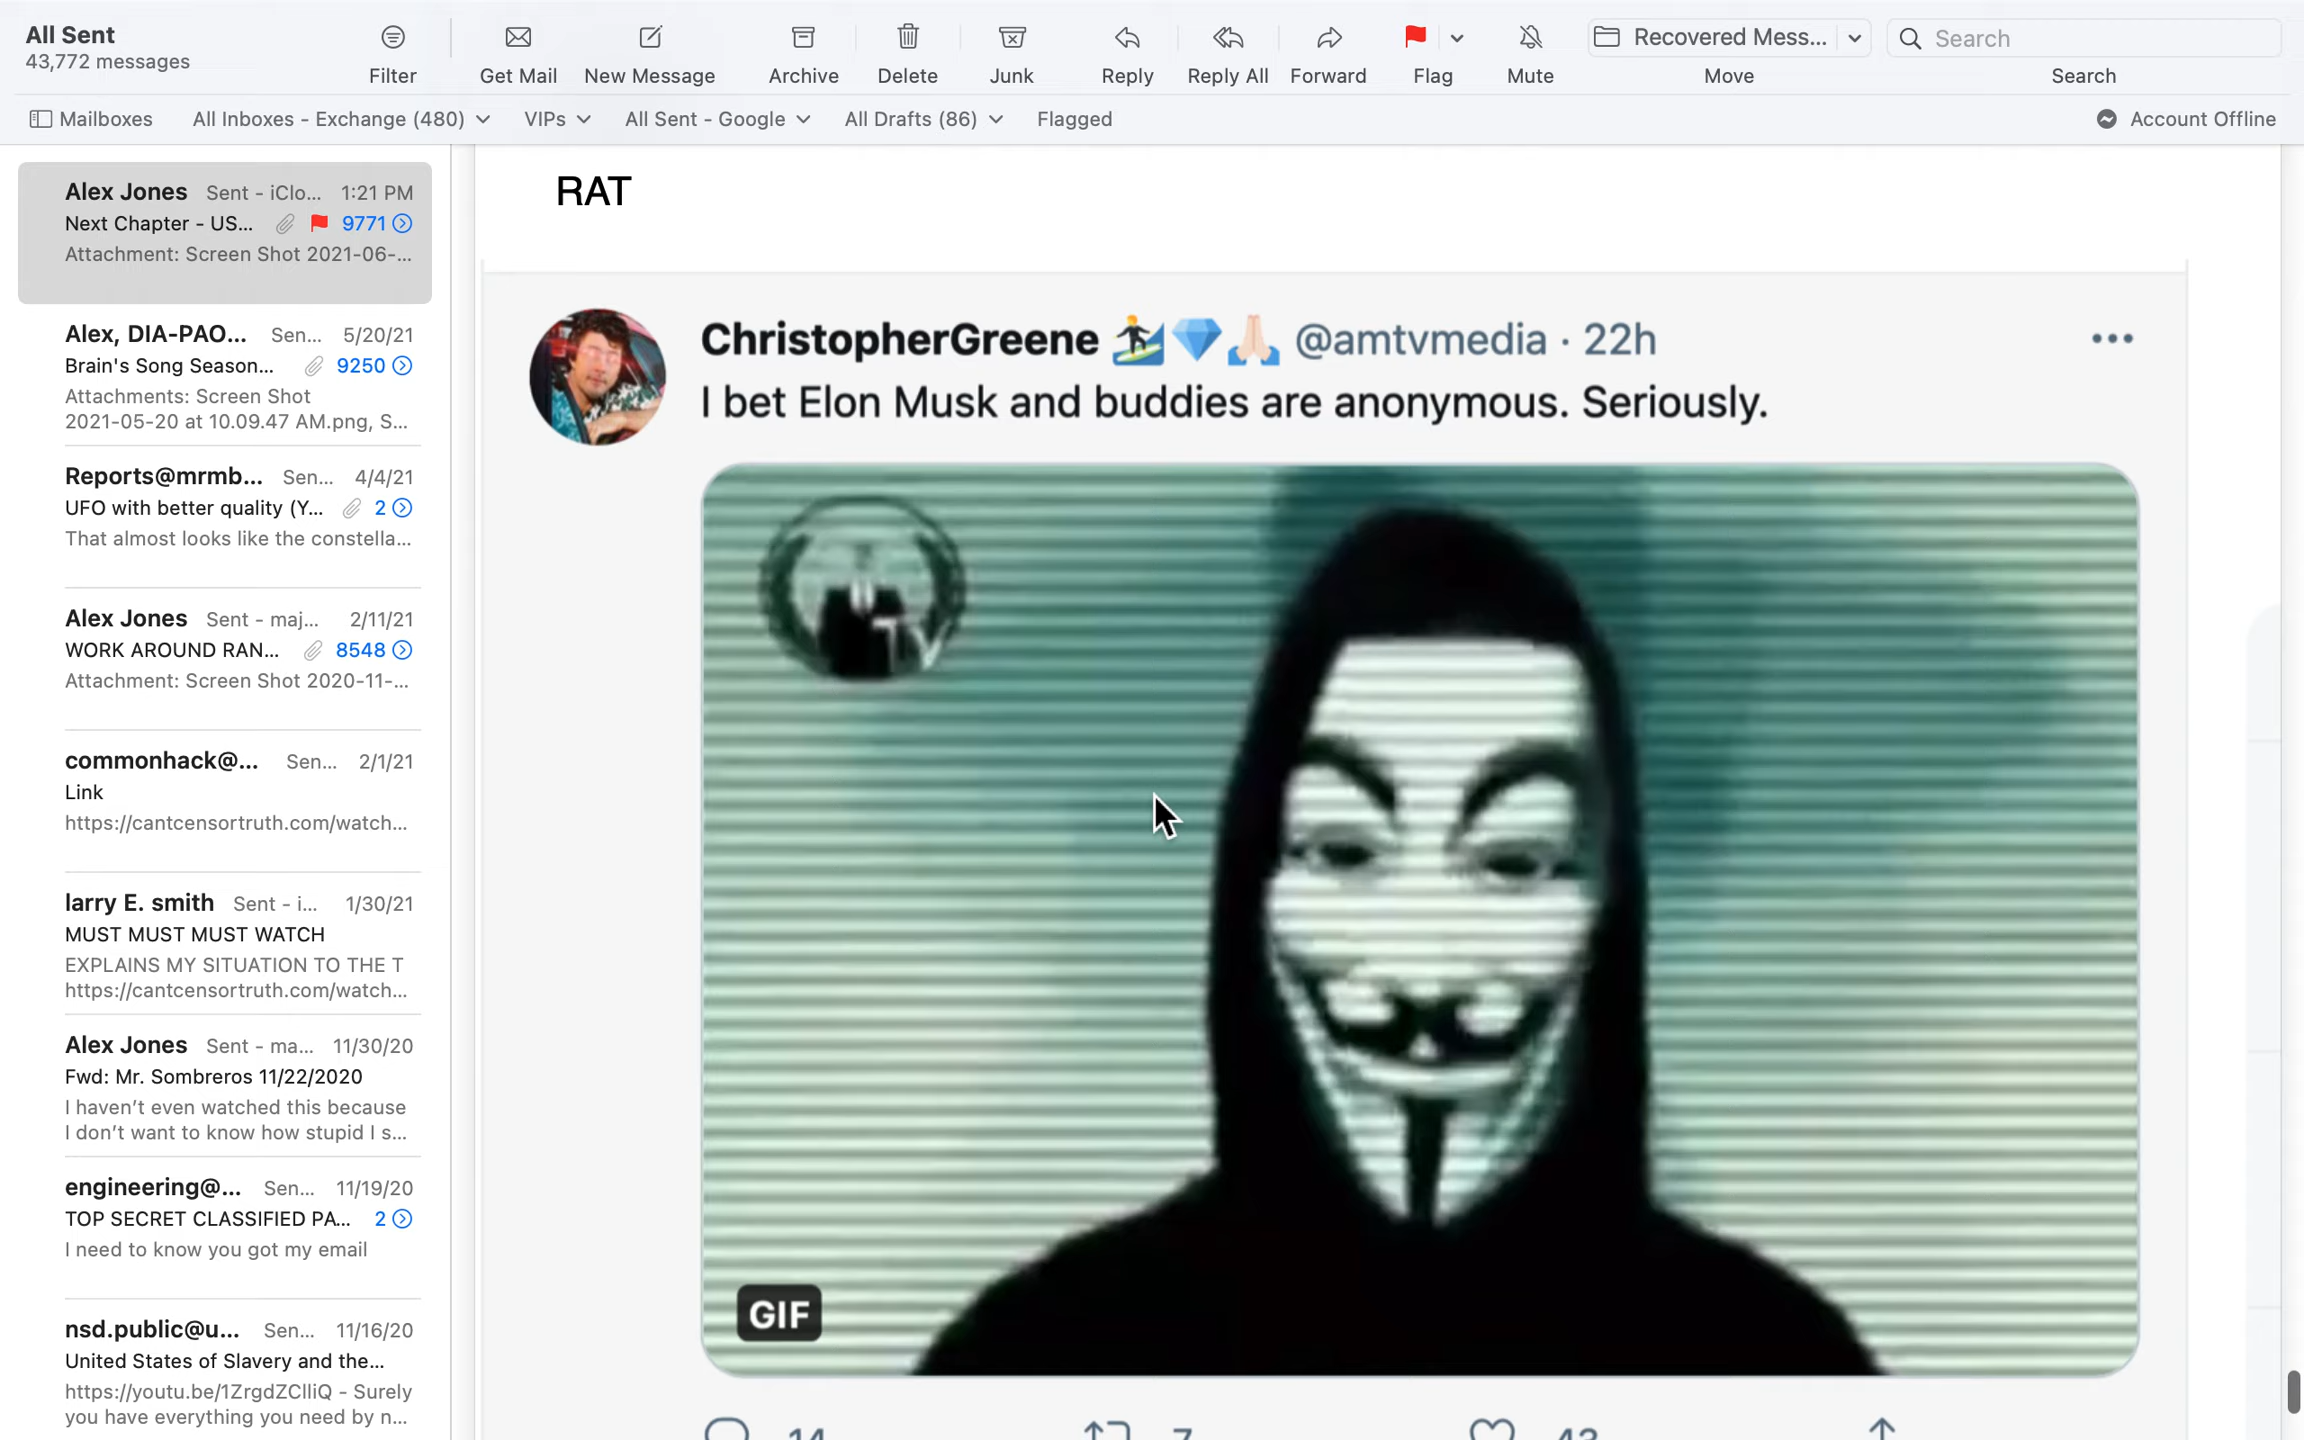 All Sent
43,772 messages
Filter
Get Mail
New Message
Archive
Delete
Junk
Reply
Reply All
Forward
Flag
Mute
Recovered Mess...
Move
Search
Search
Mailboxes
All Inboxes - Exchange (480)
VIPs
All Sent - Google
All Drafts (86)
Flagged
Account Offline
Alex Jones Sent - iClo... 1:21 PM
Next Chapter - US... 9771
Attachment: Screen Shot 2021-06-...
Alex, DIA-PAO... Sen... 5/20/21
Brain's Song Season... 9250
Attachments: Screen Shot
2021-05-20 at 10.09.47 AM.png, S...
Reports@mrmb... Sen... 4/4/21
UFO with better quality (Y... 2
That almost looks like the constella...
Alex Jones Sent - maj... 2/11/21
WORK AROUND RAN... 8548
Attachment: Screen Shot 2020-11-...
commonhack@... Sen... 2/1/21
Link
https://cantcensortruth.com/watch...
larry E. smith Sent - i... 1/30/21
MUST MUST MUST WATCH
EXPLAINS MY SITUATION TO THE T
https://cantcensortruth.com/watch...
Alex Jones Sent - ma... 11/30/20
Fwd: Mr. Sombreros 11/22/2020
I haven't even watched this because
I don't want to know how stupid I s...
engineering@... Sen... 11/19/20
TOP SECRET CLASSIFIED PA... 2
I need to know you got my email
nsd.public@u... Sen... 11/16/20
United States of Slavery and the...
https://youtu.be/1ZrgdZClliQ - Surely
you have everything you need by n...
RAT
ChristopherGreene 🏄💎🙏🏻 @amtvmedia · 22h
I bet Elon Musk and buddies are anonymous. Seriously.
TV
GIF
14 7 43